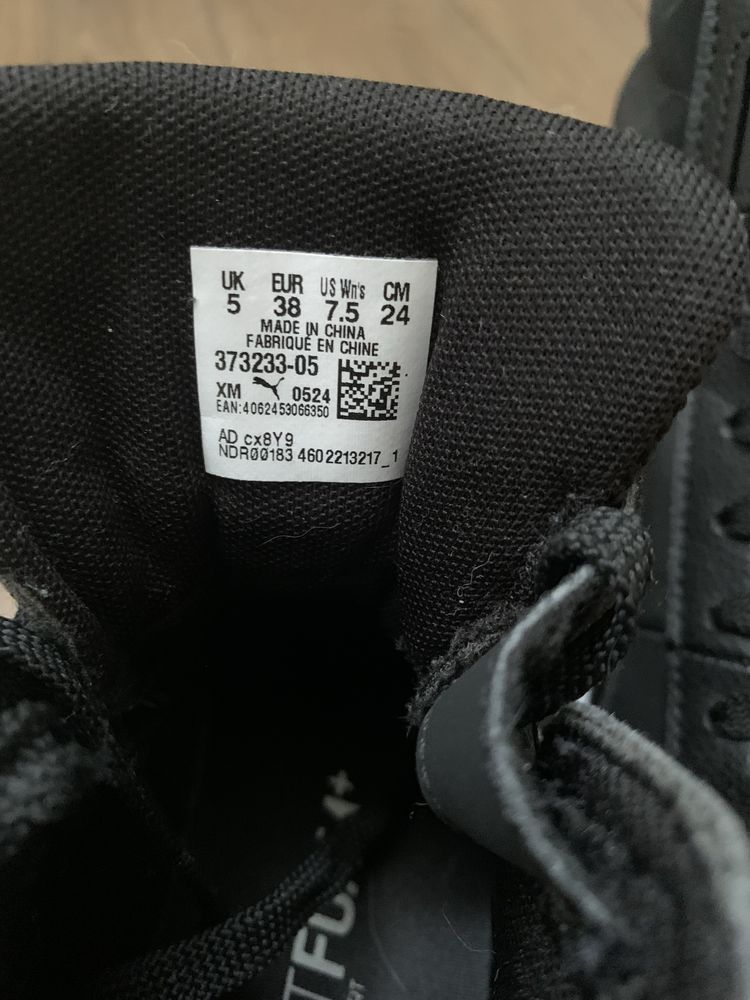 UK EUR US Wn's CM
5 38 7.5 24
MADE IN CHINA
FABRIQUÉ EN CHINE
373233-05
XM 0524
EAN:4062453066350
AD cx8Y9
NDR00183 4602213217_1